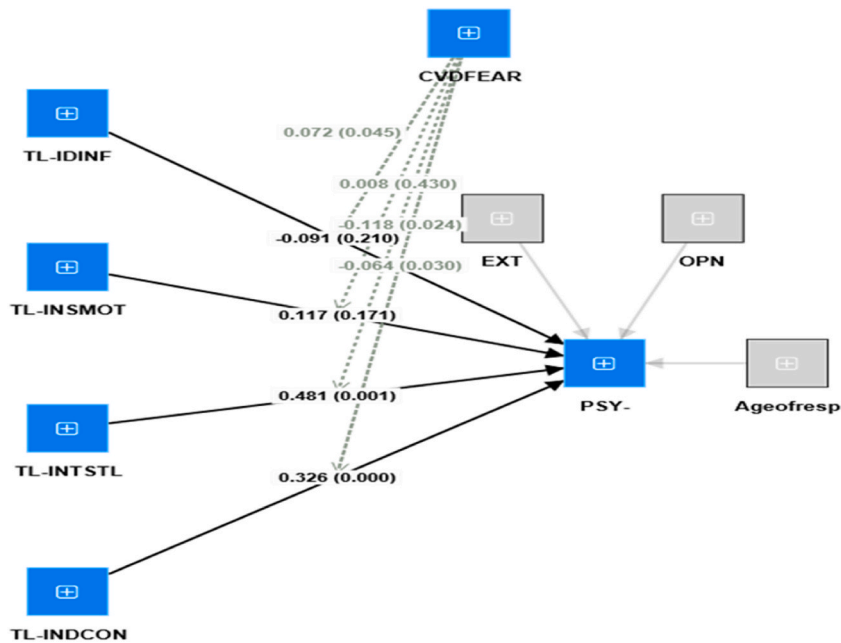 CVDFEAR
TL-IDINF
0.072 (0.045)
0.008 (0.430)
-0.118 (0.024)
-0.091 (0.210)
-0.064 (0.030)
EXT
OPN
TL-INSMOT
0.117 (0.171)
0.481 (0.001)
PSY-
Ageofresp
TL-INTSTL
0.326 (0.000)
TL-INDCON